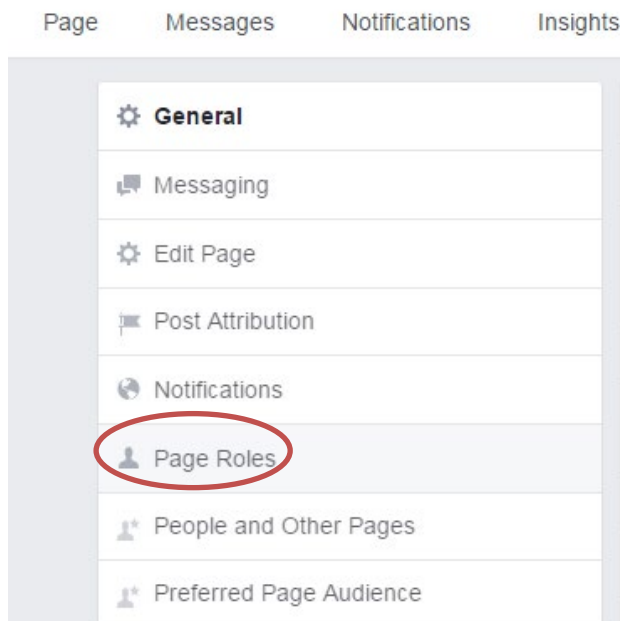 Page Messages Notifications Insights
General
Messaging
Edit Page
Post Attribution
Notifications
Page Roles
People and Other Pages
Preferred Page Audience